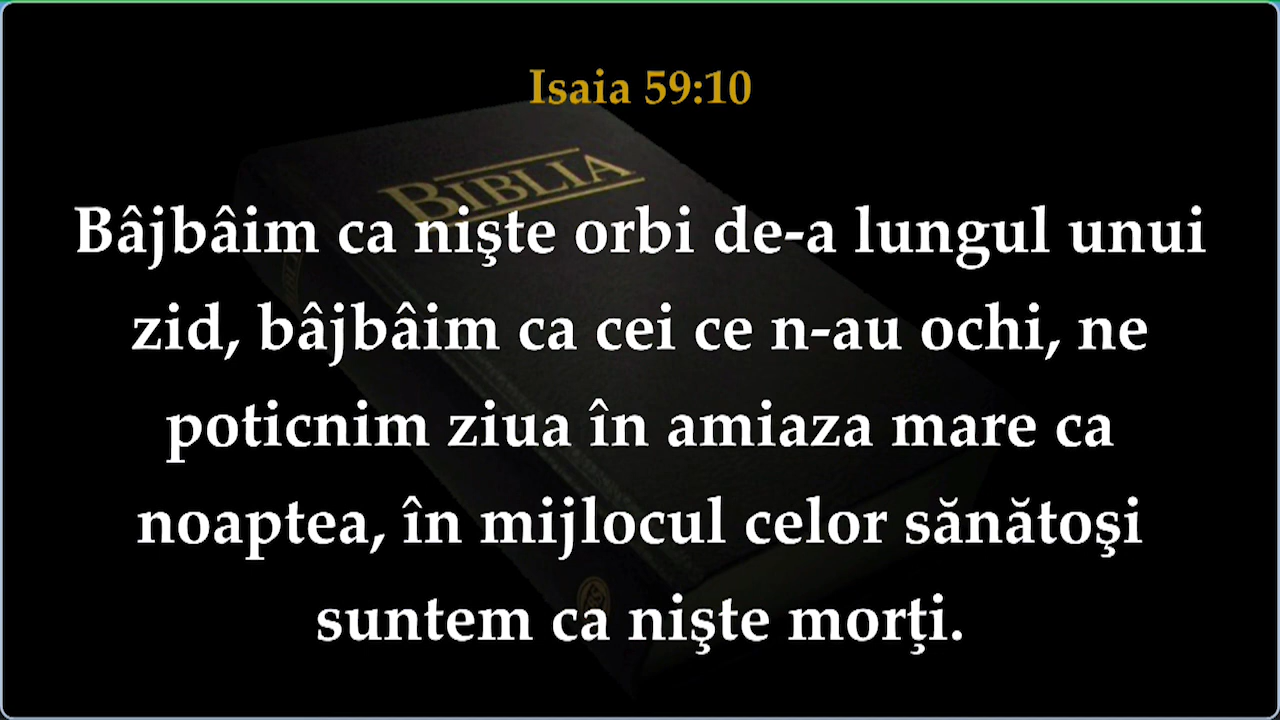 Isaia 59:10
BIBLIA
Bâjbâim ca nişte orbi de-a lungul unui
zid, bâjbâim ca cei ce n-au ochi, ne
poticnim ziua în amiaza mare ca
noaptea, în mijlocul celor sănătoşi
suntem ca nişte morţi.